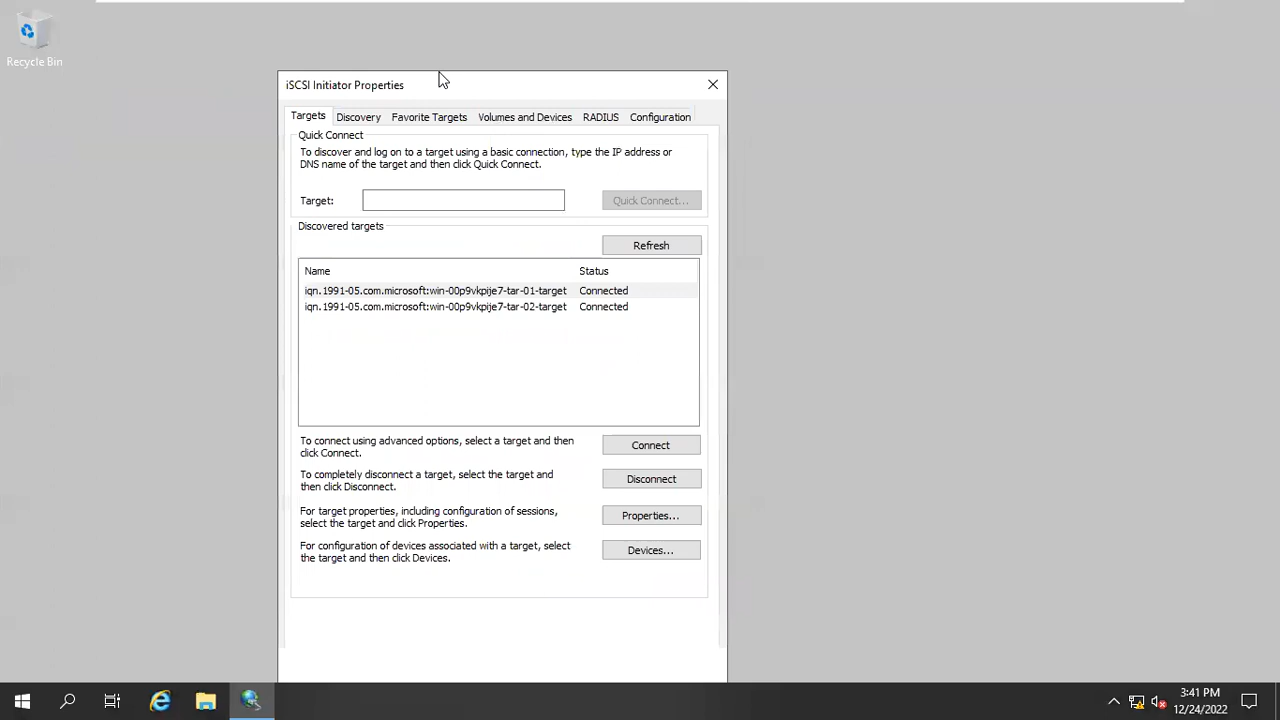 Recycle Bin
iSCSI Initiator Properties
Targets Discovery Favorite Targets Volumes and Devices RADIUS Configuration
Quick Connect
To discover and log on to a target using a basic connection, type the IP address or
DNS name of the target and then click Quick Connect.
Target: Quick Connect...
Discovered targets
Refresh
Name Status
iqn.1991-05.com.microsoft:win-00p9vkpije7-tar-01-target Connected
iqn.1991-05.com.microsoft:win-00p9vkpije7-tar-02-target Connected
To connect using advanced options, select a target and then
click Connect.
Connect
To completely disconnect a target, select the target and
then click Disconnect.
Disconnect
For target properties, including configuration of sessions,
select the target and click Properties.
Properties...
For configuration of devices associated with a target, select
the target and then click Devices.
Devices...
3:41 PM
12/24/2022